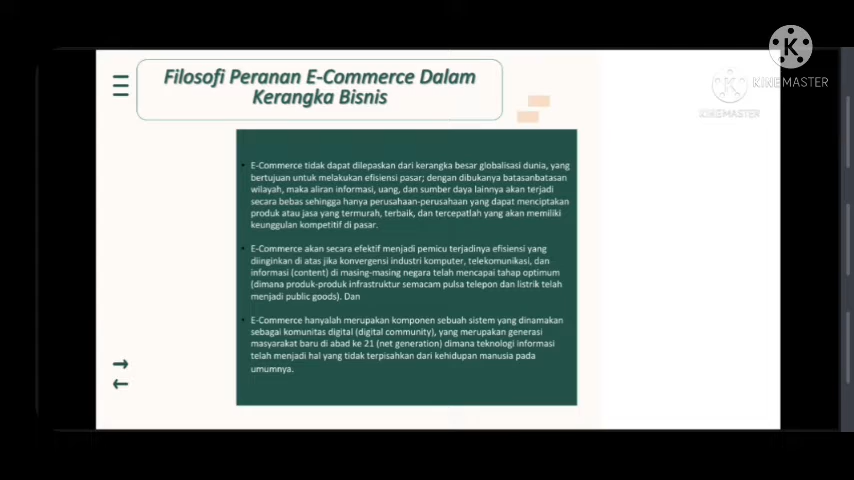 KINEMASTER
KINEMASTER
Filosofi Peranan E-Commerce Dalam
Kerangka Bisnis
• E-Commerce tidak dapat dilepaskan dari kerangka besar globalisasi dunia, yang
bertujuan untuk melakukan efisiensi pasar; dengan dibukanya batasanbatasan
wilayah, maka aliran informasi, uang, dan sumber daya lainnya akan terjadi
secara bebas sehingga hanya perusahaan-perusahaan yang dapat menciptakan
produk atau jasa yang termurah, terbaik, dan tercepatlah yang akan memiliki
keunggulan kompetitif di pasar.
• E-Commerce akan secara efektif menjadi pemicu terjadinya efisiensi yang
diinginkan di atas jika konvergensi industri komputer, telekomunikasi, dan
informasi (content) di masing-masing negara telah mencapai tahap optimum
(dimana produk-produk infrastruktur semacam pulsa telepon dan listrik telah
menjadi public goods). Dan
• E-Commerce hanyalah merupakan komponen sebuah sistem yang dinamakan
sebagai komunitas digital (digital community), yang merupakan generasi
masyarakat baru di abad ke 21 (net generation) dimana teknologi informasi
telah menjadi hal yang tidak terpisahkan dari kehidupan manusia pada
umumnya.